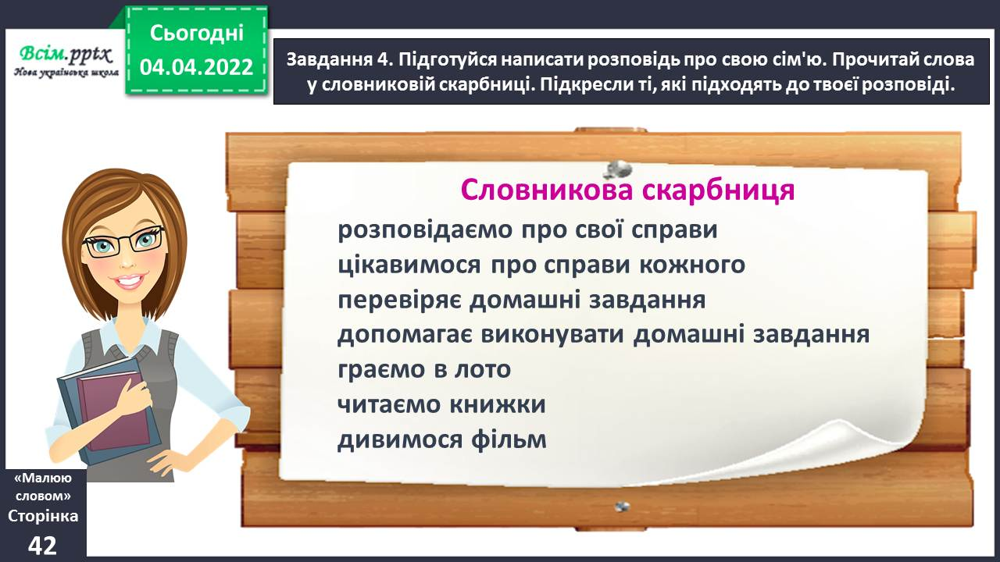 Сьогодні
04.04.2022
Всім.pptx
Нова українська школа
Завдання 4. Підготуйся написати розповідь про свою сім'ю. Прочитай слова
у словниковій скарбниці. Підкресли ті, які підходять до твоєї розповіді.
Словникова скарбниця
розповідаємо про свої справи
цікавимося про справи кожного
перевіряє домашні завдання
допомагає виконувати домашні завдання
граємо в лото
читаємо книжки
дивимося фільм
«Малюю
словом»
Сторінка
42